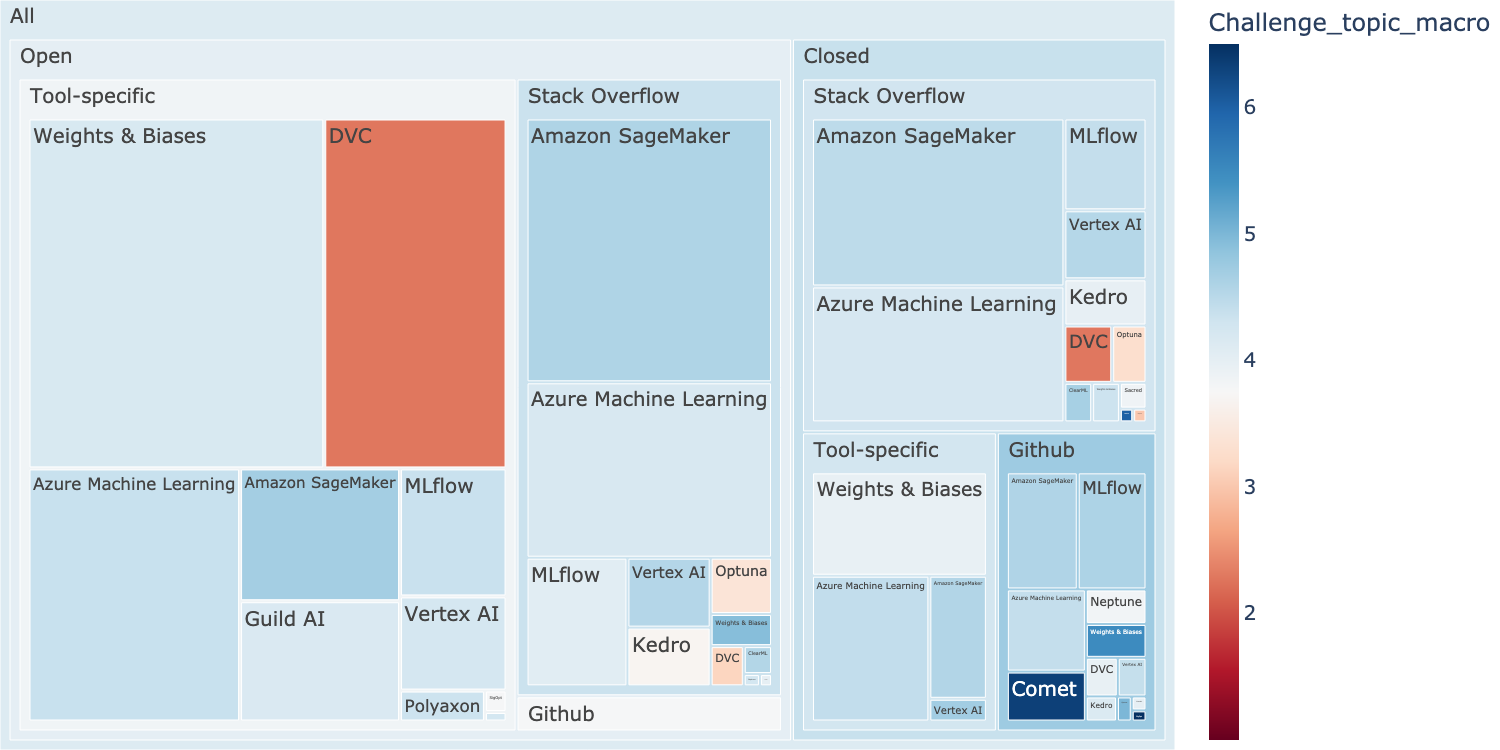 All
Open
Tool-specific
Weights & Biases
DVC
Azure Machine Learning
Amazon SageMaker
MLflow
Guild AI
Vertex AI
Polyaxon
SigOpt
Stack Overflow
Amazon SageMaker
Azure Machine Learning
MLflow
Vertex AI
Optuna
Kedro
Weights & Biases
DVC
ClearML
Github
Closed
Stack Overflow
Amazon SageMaker
MLflow
Vertex AI
Azure Machine Learning
Kedro
DVC
Optuna
ClearML
Sacred
Tool-specific
Weights & Biases
Azure Machine Learning
Amazon SageMaker
Vertex AI
Github
Amazon SageMaker
MLflow
Azure Machine Learning
Neptune
Weights & Biases
DVC
Vertex AI
Comet
Kedro
Challenge_topic_macro
6
5
4
3
2